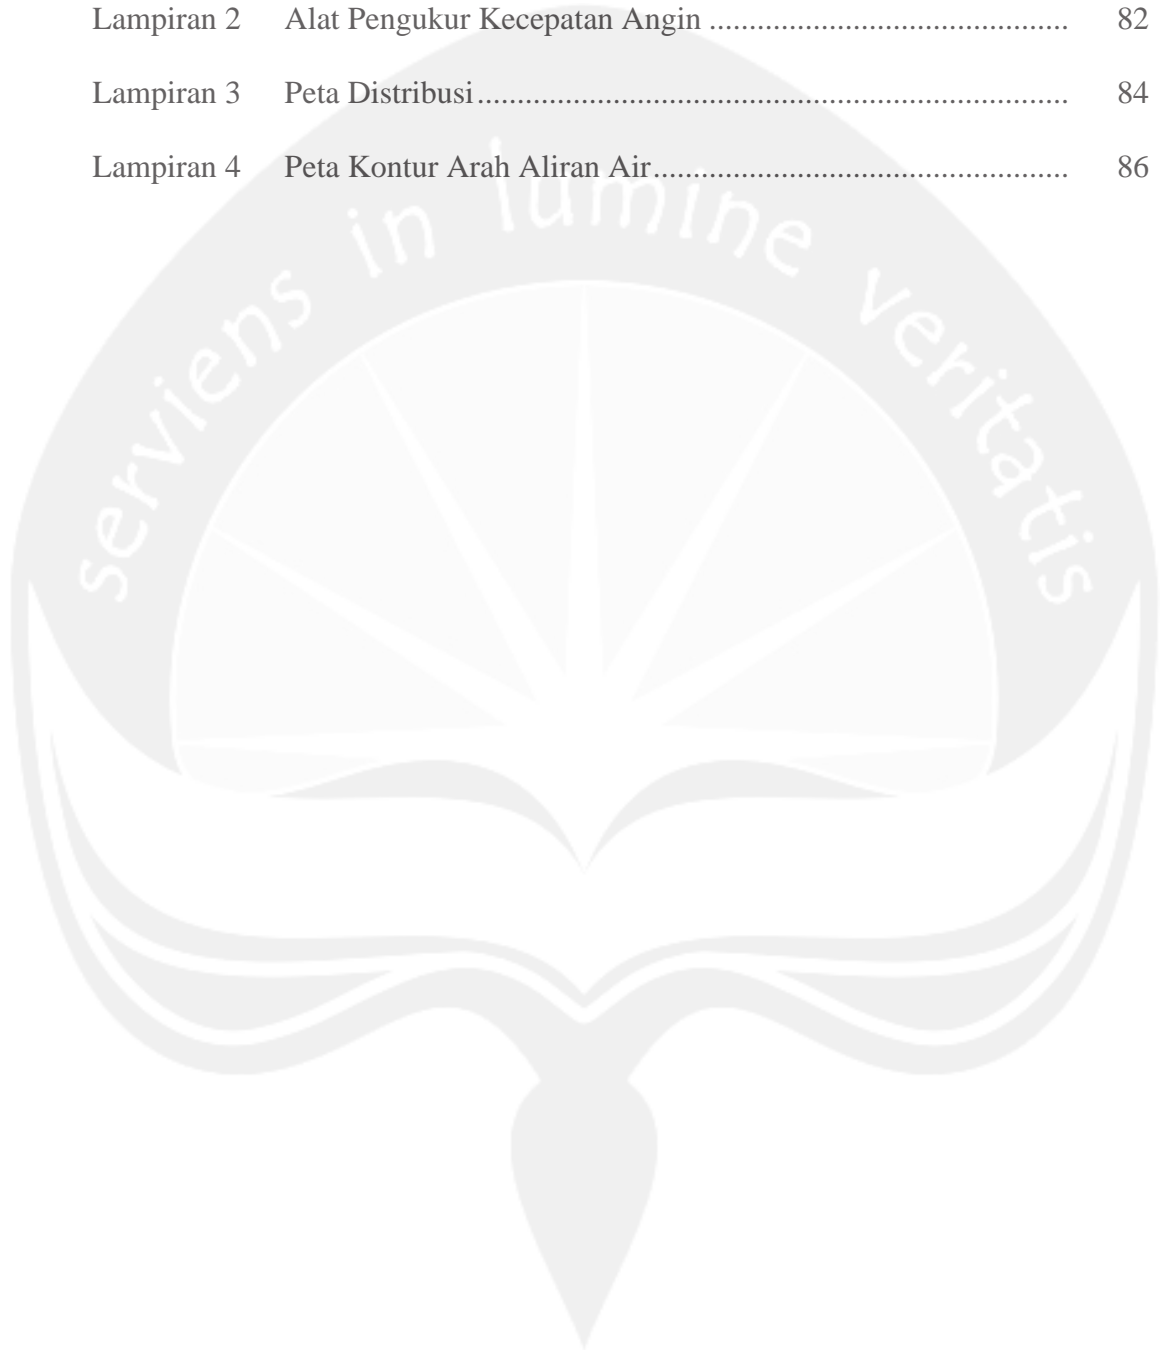 Lampiran 2 Alat Pengukur Kecepatan Angin ........................................ 82
Lampiran 3 Peta Distribusi.................................................................. 84
Lampiran 4 Peta Kontur Arah Aliran Air.............................................. 86
serviens in lumine veritatis